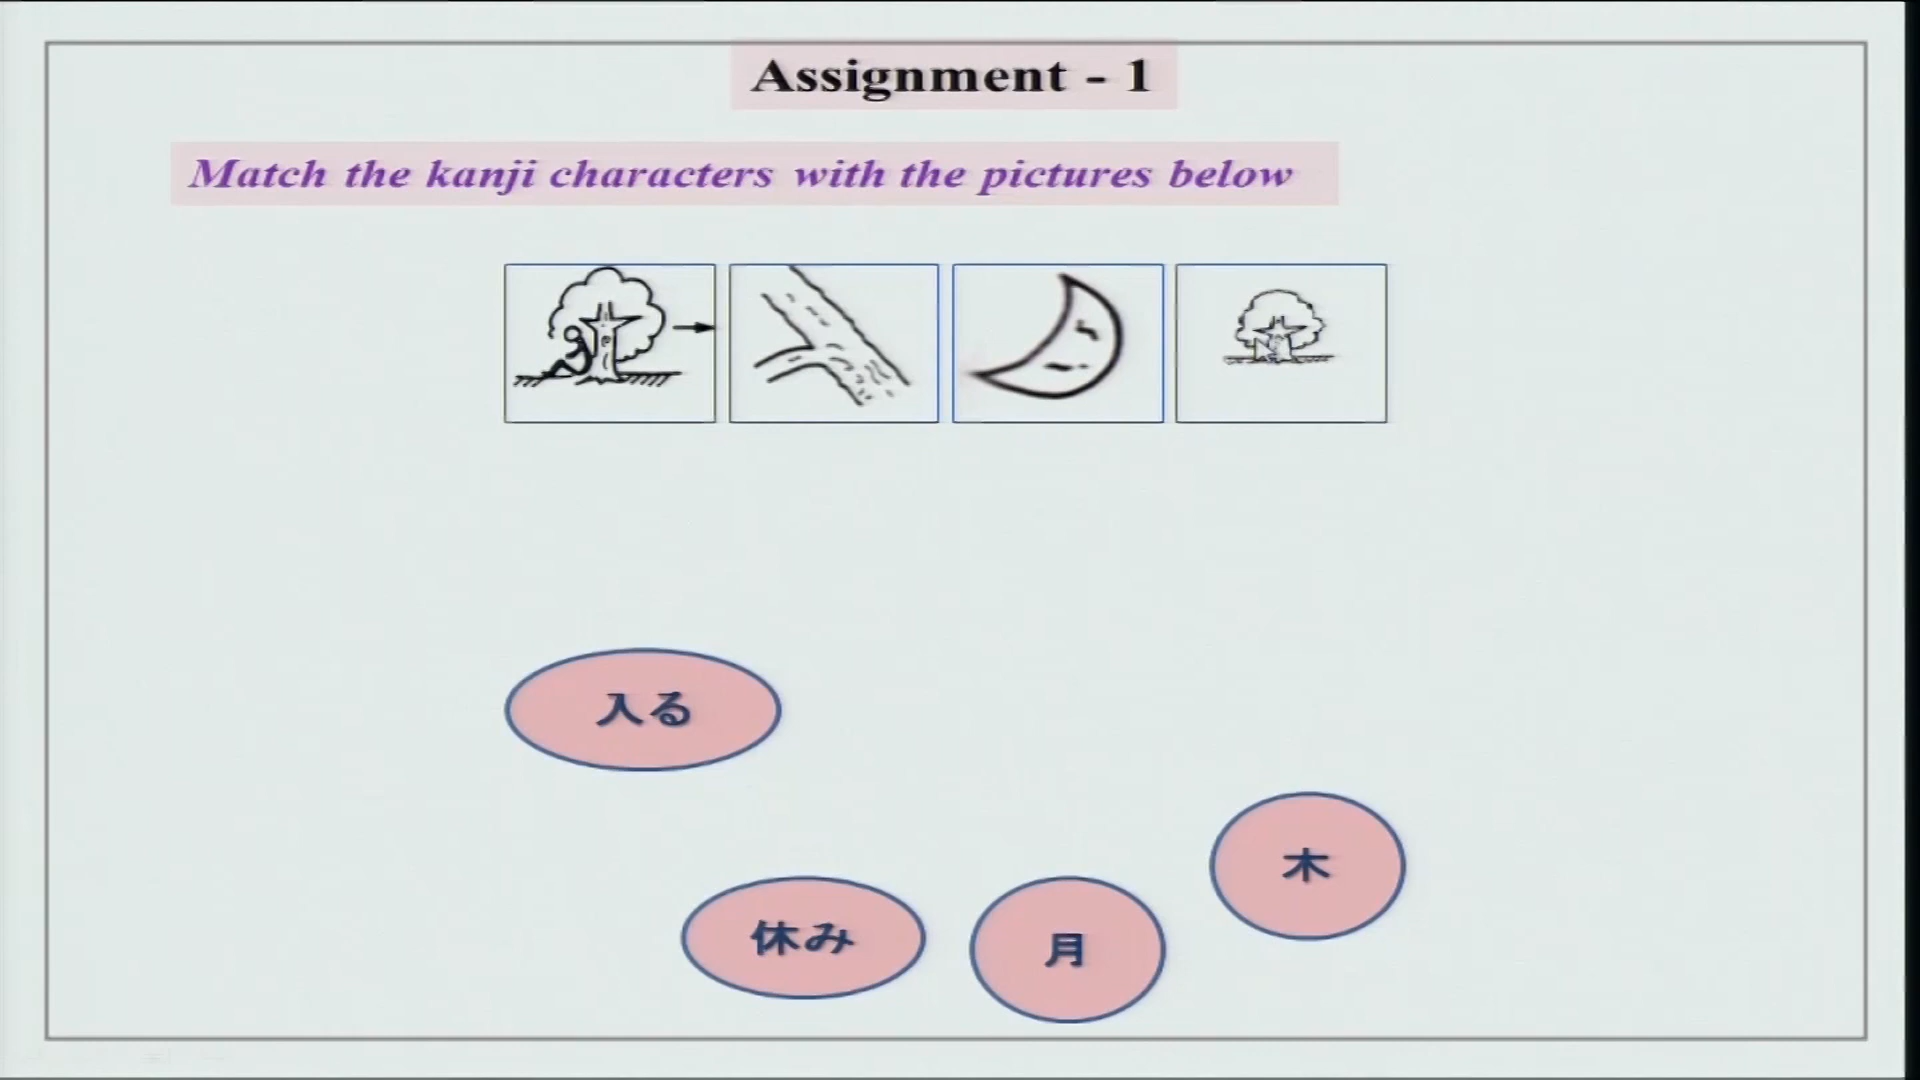 Assignment - 1
Match the kanji characters with the pictures below
入る
木
休み
月